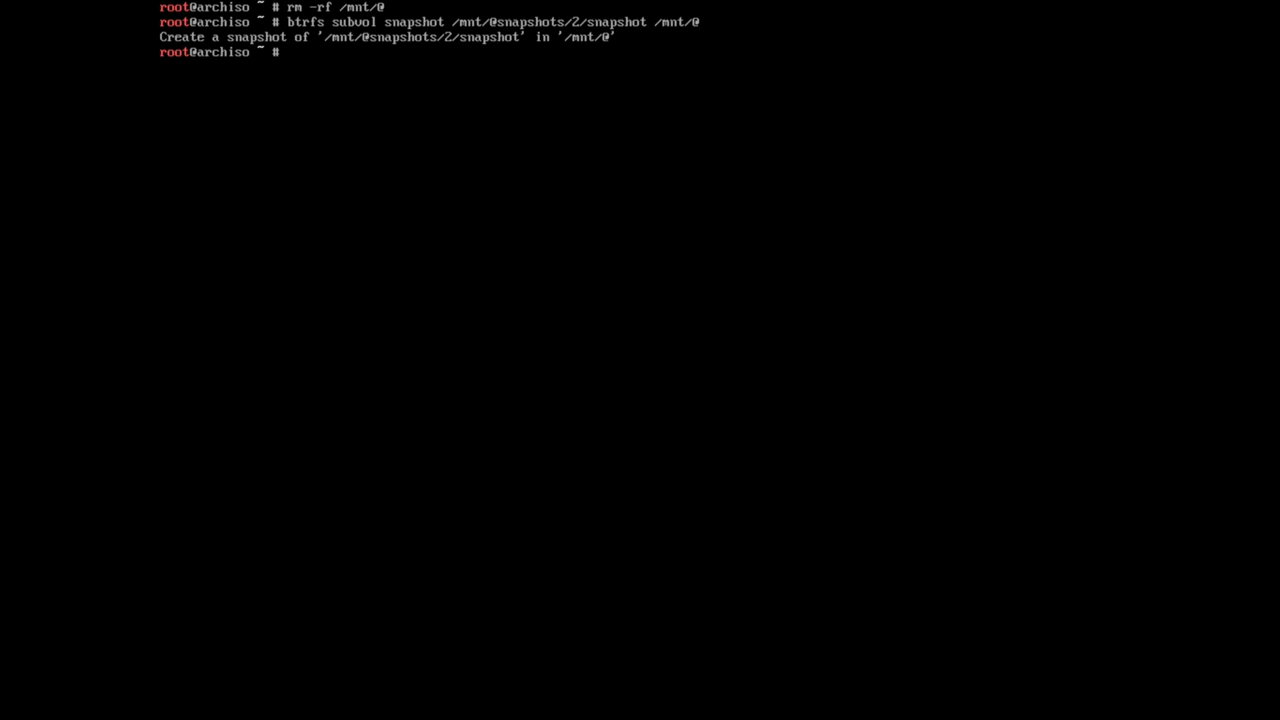 root@archiso ~ # rm -rf /mnt/@
root@archiso ~ # btrfs subvol snapshot /mnt/@snapshots/2/snapshot /mnt/@
Create a snapshot of '/mnt/@snapshots/2/snapshot' in '/mnt/@'
root@archiso ~ #